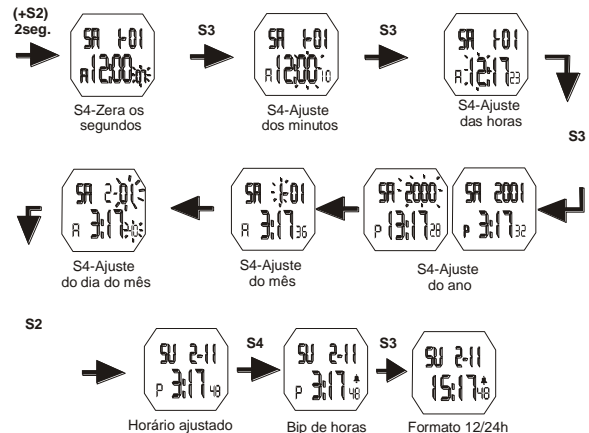 (+S2)
2seg.
SA 1-01
A 12:00:01
S4-Zera os
segundos
S3
SA 1-01
A 12:00 10
S4-Ajuste
dos minutos
S3
SA 1-01
A 12:17 23
S4-Ajuste
das horas
S3
SA 2001
P 3:17 32
SA 2000
P 13:17 28
S4-Ajuste
do ano
SA 1-01
A 3:17 36
S4-Ajuste
do mês
SA 2-01
A 3:17 40
S4-Ajuste
do dia do mês
S2
SU 2-11
P 3:17 48
Horário ajustado
S4
SU 2-11
P 3:17 48
Bip de horas
S3
SU 2-11
15:17 48
Formato 12/24h